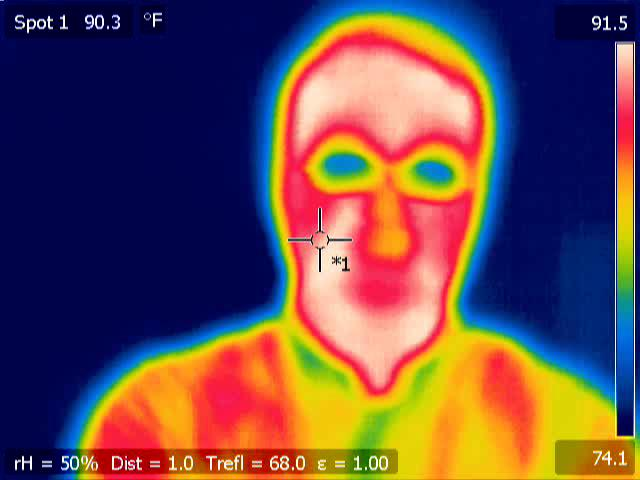 Spot 1 90.3 °F
91.5
*1
74.1
rH = 50% Dist = 1.0 Trefl = 68.0 ε = 1.00